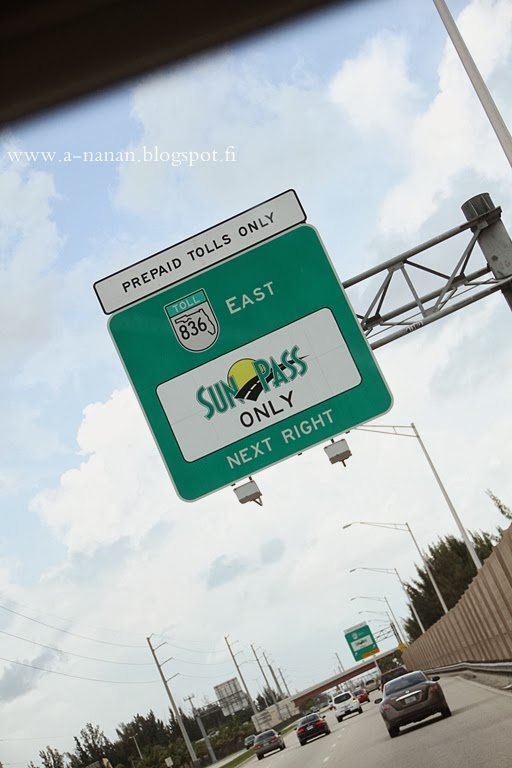 www.a-nanan.blogspot.fi
PREPAID TOLLS ONLY
TOLL
836
EAST
SUNPASS
ONLY
NEXT RIGHT